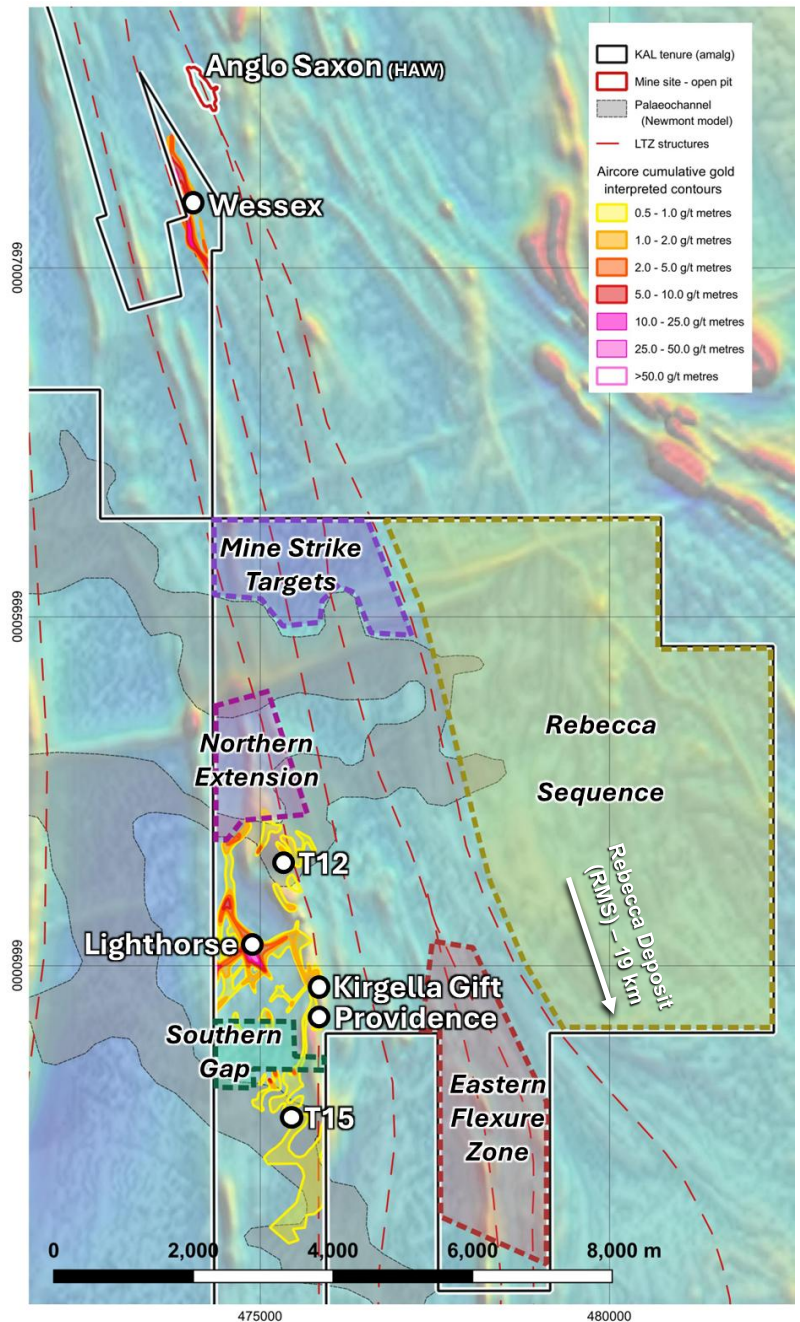 Anglo Saxon (HAW)
Wessex
KAL tenure (amalg)
Mine site - open pit
Palaeochannel
(Newmont model)
LTZ structures
Aircore cumulative gold
interpreted contours
0.5 - 1.0 g/t metres
1.0 - 2.0 g/t metres
2.0 - 5.0 g/t metres
5.0 - 10.0 g/t metres
10.0 - 25.0 g/t metres
25.0 - 50.0 g/t metres
>50.0 g/t metres
6670000
Mine Strike
Targets
6665000
Rebecca
Sequence
Northern
Extension
T12
Rebecca Deposit
(RMS) – 19 km
Lighthorse
6660000
Kirgella Gift
Providence
Southern
Gap
Eastern
Flexure
Zone
T15
0
2,000
4,000
6,000
8,000 m
475000
480000